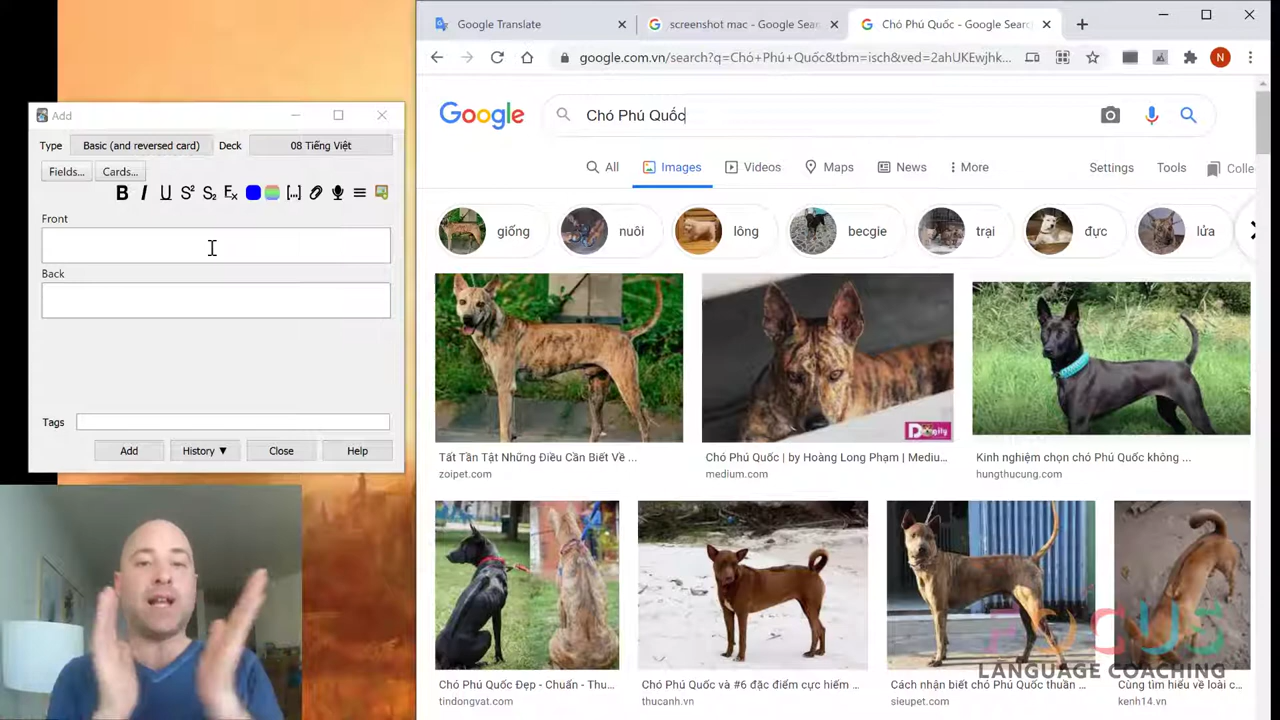 Add
Type Basic (and reversed card) Deck 08 Tiếng Việt
Fields... Cards...
B I U S² S₂ Eₓ [...]
Front
Back
Tags
Add History ▼ Close Help
Google Translate
screenshot mac - Google Sear
Chó Phú Quốc - Google Searc
google.com.vn/search?q=Chó+Phú+Quốc&tbm=isch&ved=2ahUKEwjhk...
N
Google
Chó Phú Quốc
All Images Videos Maps News More Settings Tools Colle
giống nuôi lông becgie trại đực lửa
Tất Tần Tật Những Điều Cần Biết Về ...
zoipet.com
Chó Phú Quốc | by Hoàng Long Phạm | Mediu...
medium.com
Kinh nghiệm chọn chó Phú Quốc không ...
hungthucung.com
Chó Phú Quốc Đẹp - Chuẩn - Thu...
tindongvat.com
Chó Phú Quốc và #6 đặc điểm cực hiếm ...
thucanh.vn
Cách nhận biết chó Phú Quốc thuần ...
sieupet.com
Cùng tìm hiểu về loài c...
kenh14.vn
FOCUS
LANGUAGE COACHING